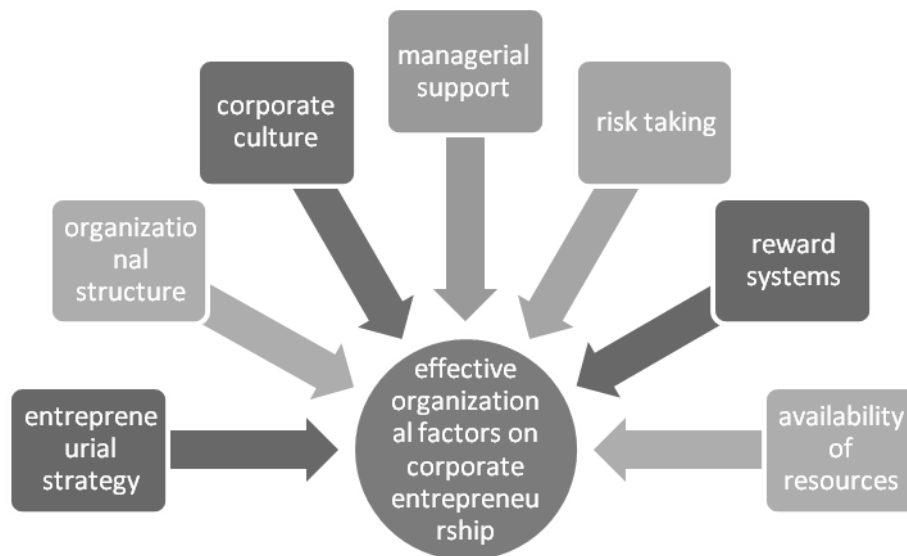 managerial
support
corporate
culture
risk taking
organizatio
nal
structure
reward
systems
entreprene
urial
strategy
effective
organization
al factors on
corporate
entrepreneu
rship
availability
of
resources